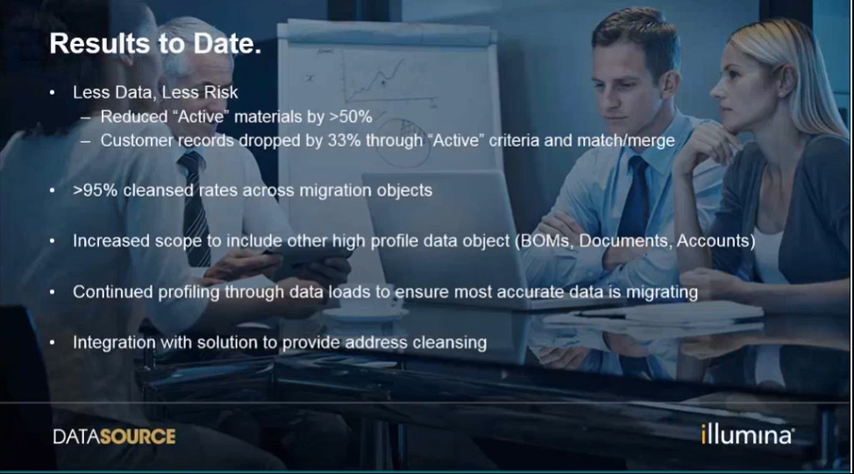 Results to Date.
• Less Data, Less Risk
– Reduced “Active” materials by >50%
– Customer records dropped by 33% through “Active” criteria and match/merge
• >95% cleansed rates across migration objects
• Increased scope to include other high profile data object (BOMs, Documents, Accounts)
• Continued profiling through data loads to ensure most accurate data is migrating
• Integration with solution to provide address cleansing
DATASOURCE
illumina®